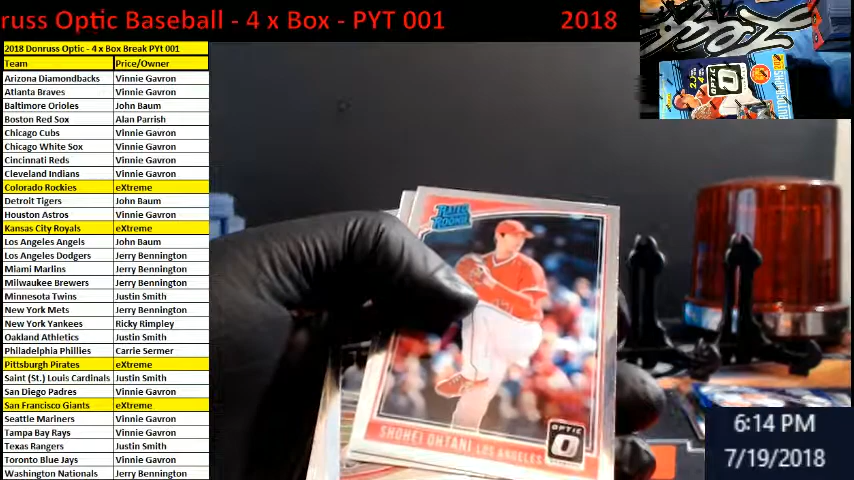 russ Optic Baseball - 4 x Box - PYT 001 2018
2018 Donruss Optic - 4 x Box Break PYt 001
Team Price/Owner
Arizona Diamondbacks Vinnie Gavron
Atlanta Braves Vinnie Gavron
Baltimore Orioles John Baum
Boston Red Sox Alan Parrish
Chicago Cubs Vinnie Gavron
Chicago White Sox Vinnie Gavron
Cincinnati Reds Vinnie Gavron
Cleveland Indians Vinnie Gavron
Colorado Rockies eXtreme
Detroit Tigers John Baum
Houston Astros Vinnie Gavron
Kansas City Royals eXtreme
Los Angeles Angels John Baum
Los Angeles Dodgers Jerry Bennington
Miami Marlins Jerry Bennington
Milwaukee Brewers Jerry Bennington
Minnesota Twins Justin Smith
New York Mets Jerry Bennington
New York Yankees Ricky Rimpley
Oakland Athletics Justin Smith
Philadelphia Phillies Carrie Sermer
Pittsburgh Pirates eXtreme
Saint (St.) Louis Cardinals Justin Smith
San Diego Padres Vinnie Gavron
San Francisco Giants eXtreme
Seattle Mariners Vinnie Gavron
Tampa Bay Rays Vinnie Gavron
Texas Rangers Justin Smith
Toronto Blue Jays Vinnie Gavron
Washington Nationals Jerry Bennington
RATED
ROOKIE
SHOHEI OHTANI LOS ANGELES
OPTIC
AUTOGRAPHS
6:14 PM
7/19/2018